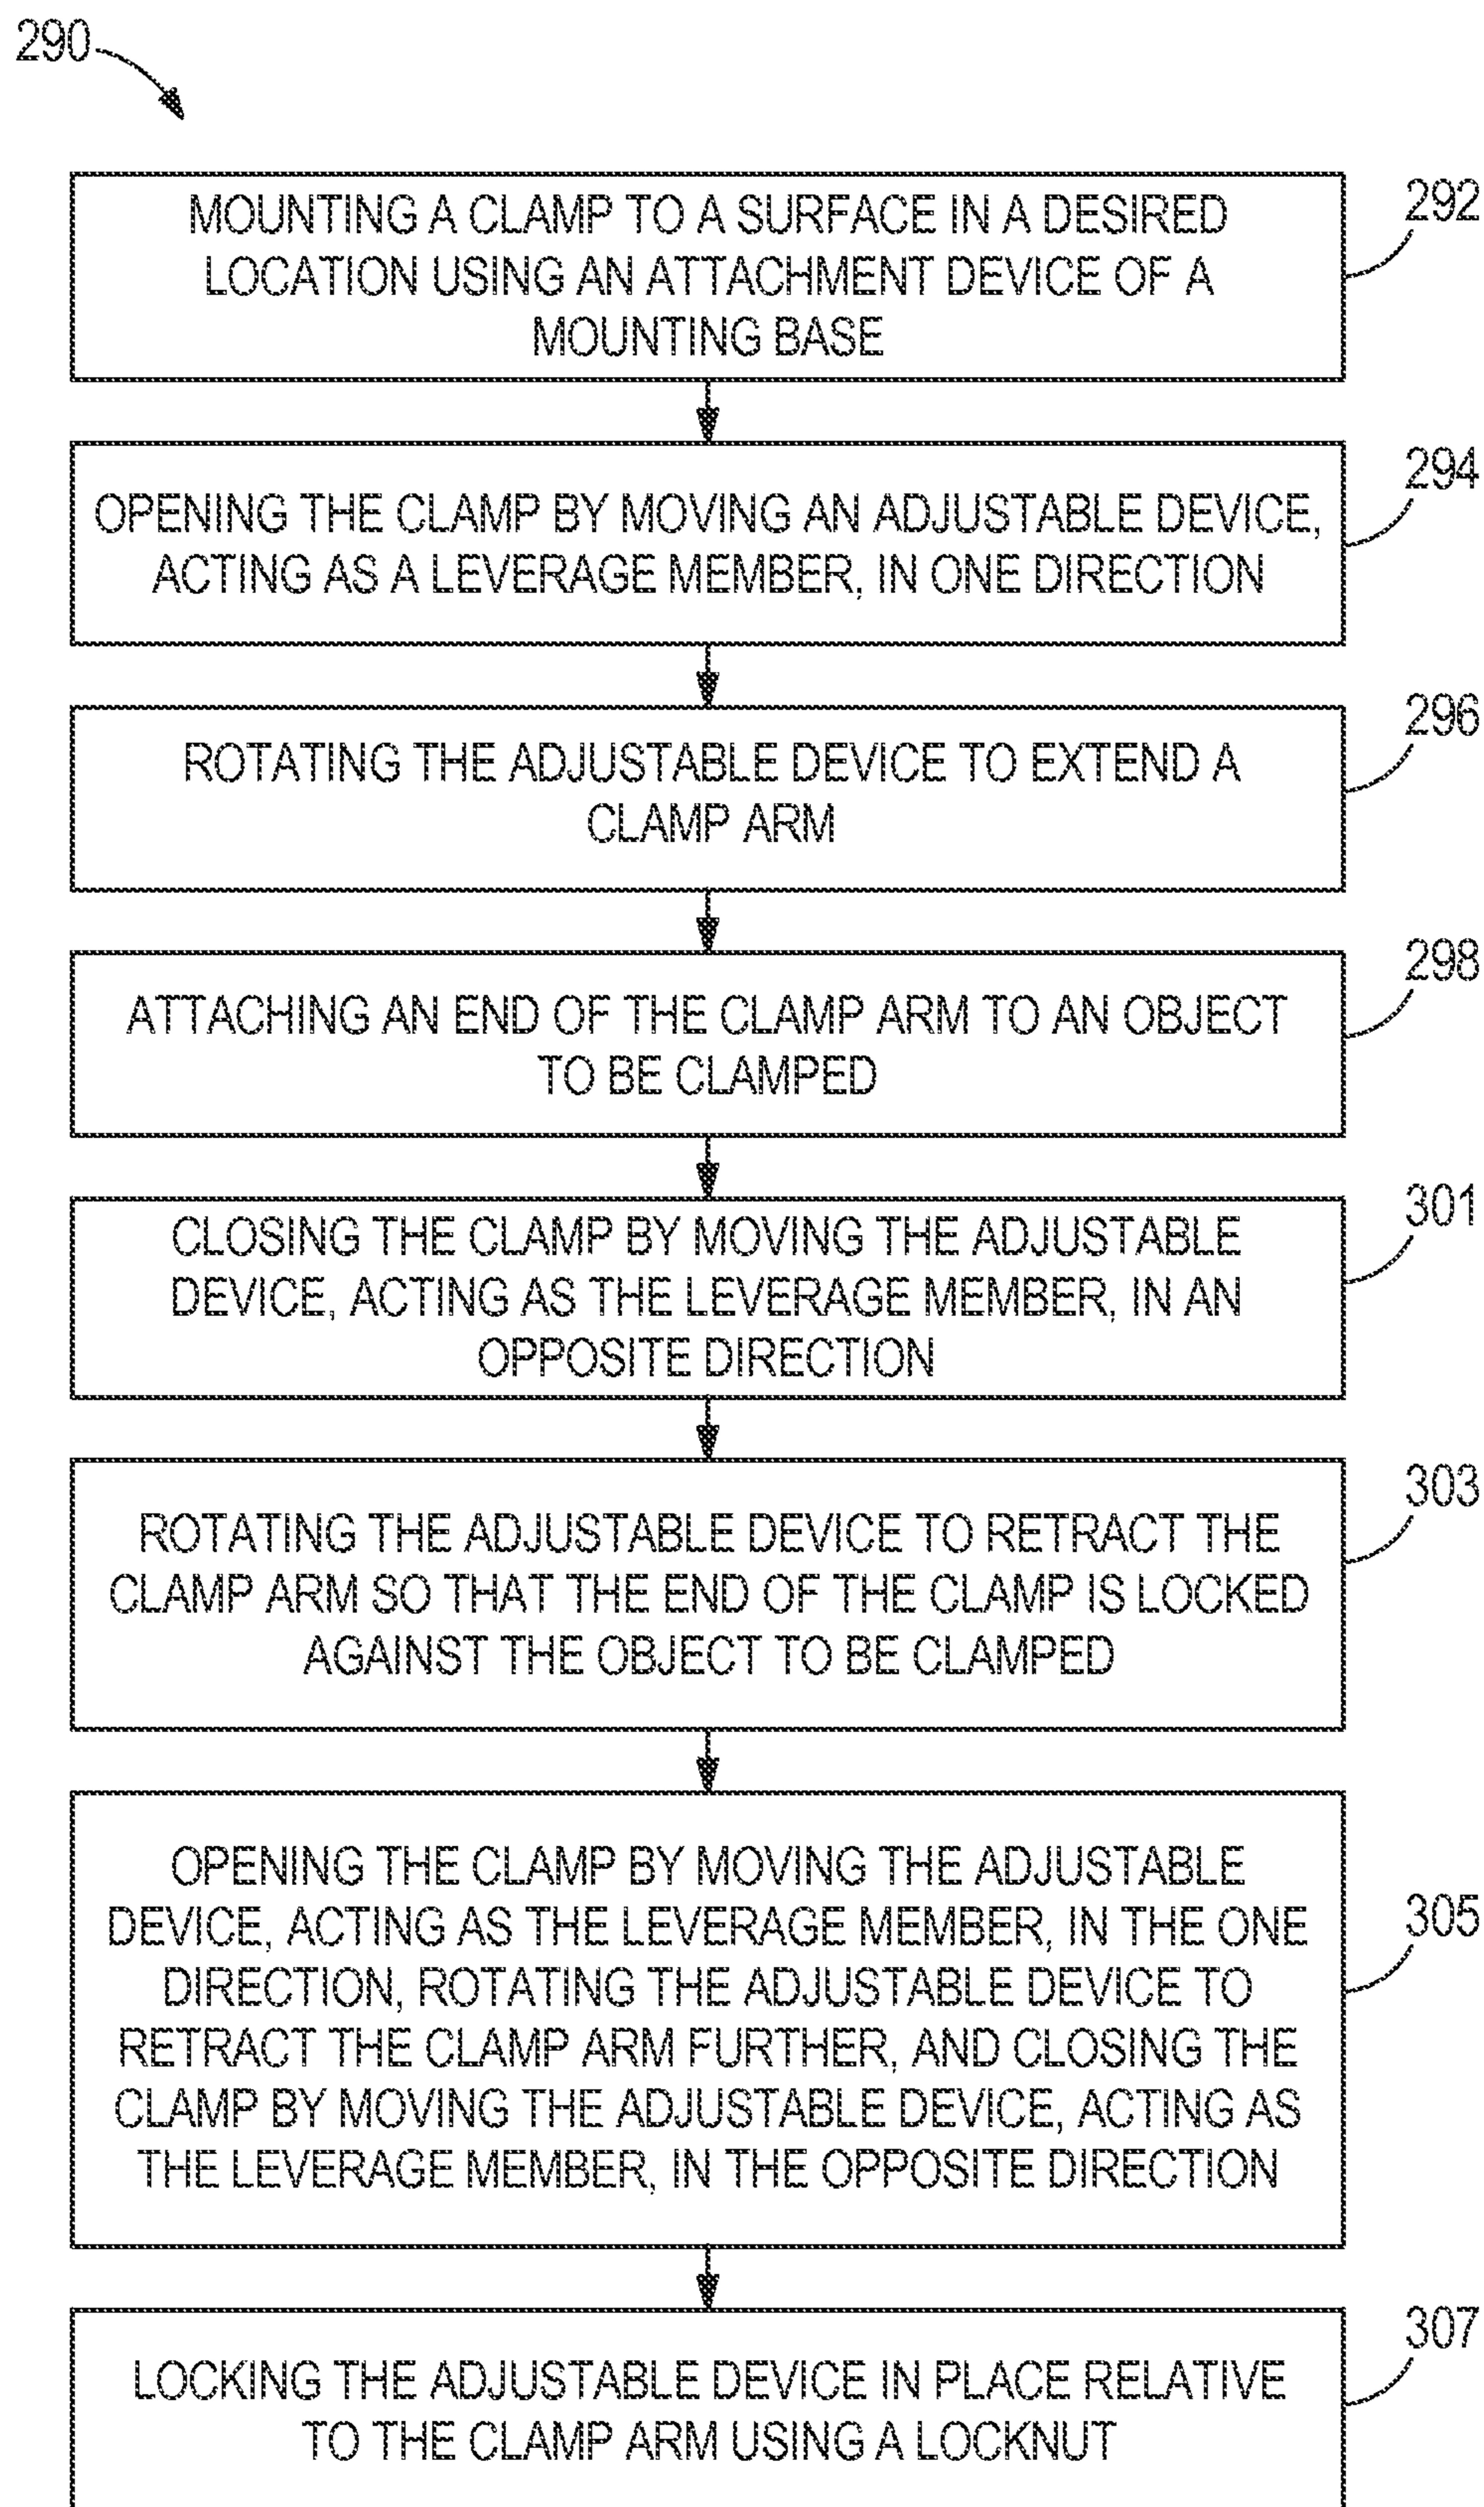 290
MOUNTING A CLAMP TO A SURFACE IN A DESIRED
LOCATION USING AN ATTACHMENT DEVICE OF A
MOUNTING BASE
292
OPENING THE CLAMP BY MOVING AN ADJUSTABLE DEVICE,
ACTING AS A LEVERAGE MEMBER, IN ONE DIRECTION
294
ROTATING THE ADJUSTABLE DEVICE TO EXTEND A
CLAMP ARM
296
ATTACHING AN END OF THE CLAMP ARM TO AN OBJECT
TO BE CLAMPED
298
CLOSING THE CLAMP BY MOVING THE ADJUSTABLE
DEVICE, ACTING AS THE LEVERAGE MEMBER, IN AN
OPPOSITE DIRECTION
301
ROTATING THE ADJUSTABLE DEVICE TO RETRACT THE
CLAMP ARM SO THAT THE END OF THE CLAMP IS LOCKED
AGAINST THE OBJECT TO BE CLAMPED
303
OPENING THE CLAMP BY MOVING THE ADJUSTABLE
DEVICE, ACTING AS THE LEVERAGE MEMBER, IN THE ONE
DIRECTION, ROTATING THE ADJUSTABLE DEVICE TO
RETRACT THE CLAMP ARM FURTHER, AND CLOSING THE
CLAMP BY MOVING THE ADJUSTABLE DEVICE, ACTING AS
THE LEVERAGE MEMBER, IN THE OPPOSITE DIRECTION
305
LOCKING THE ADJUSTABLE DEVICE IN PLACE RELATIVE
TO THE CLAMP ARM USING A LOCKNUT
307